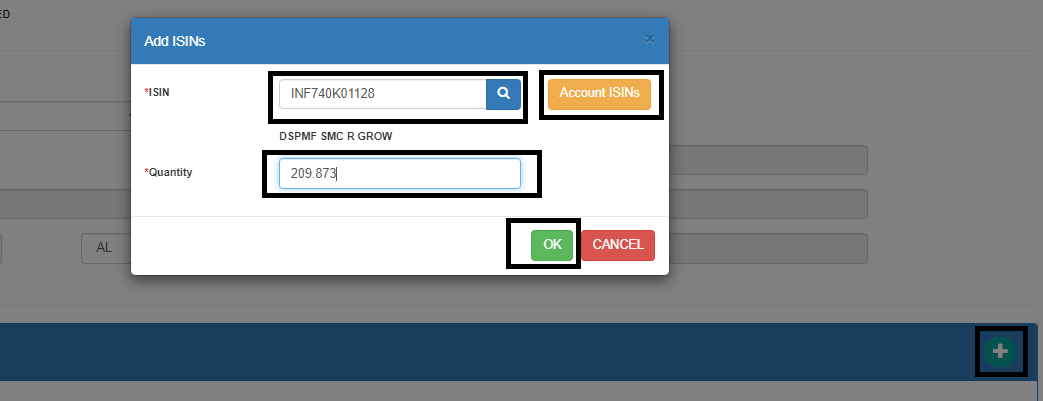 ED
Add ISINs ×
*ISIN INF740K01128 Account ISINs
DSPMF SMC R GROW
*Quantity 209.873
AL OK CANCEL